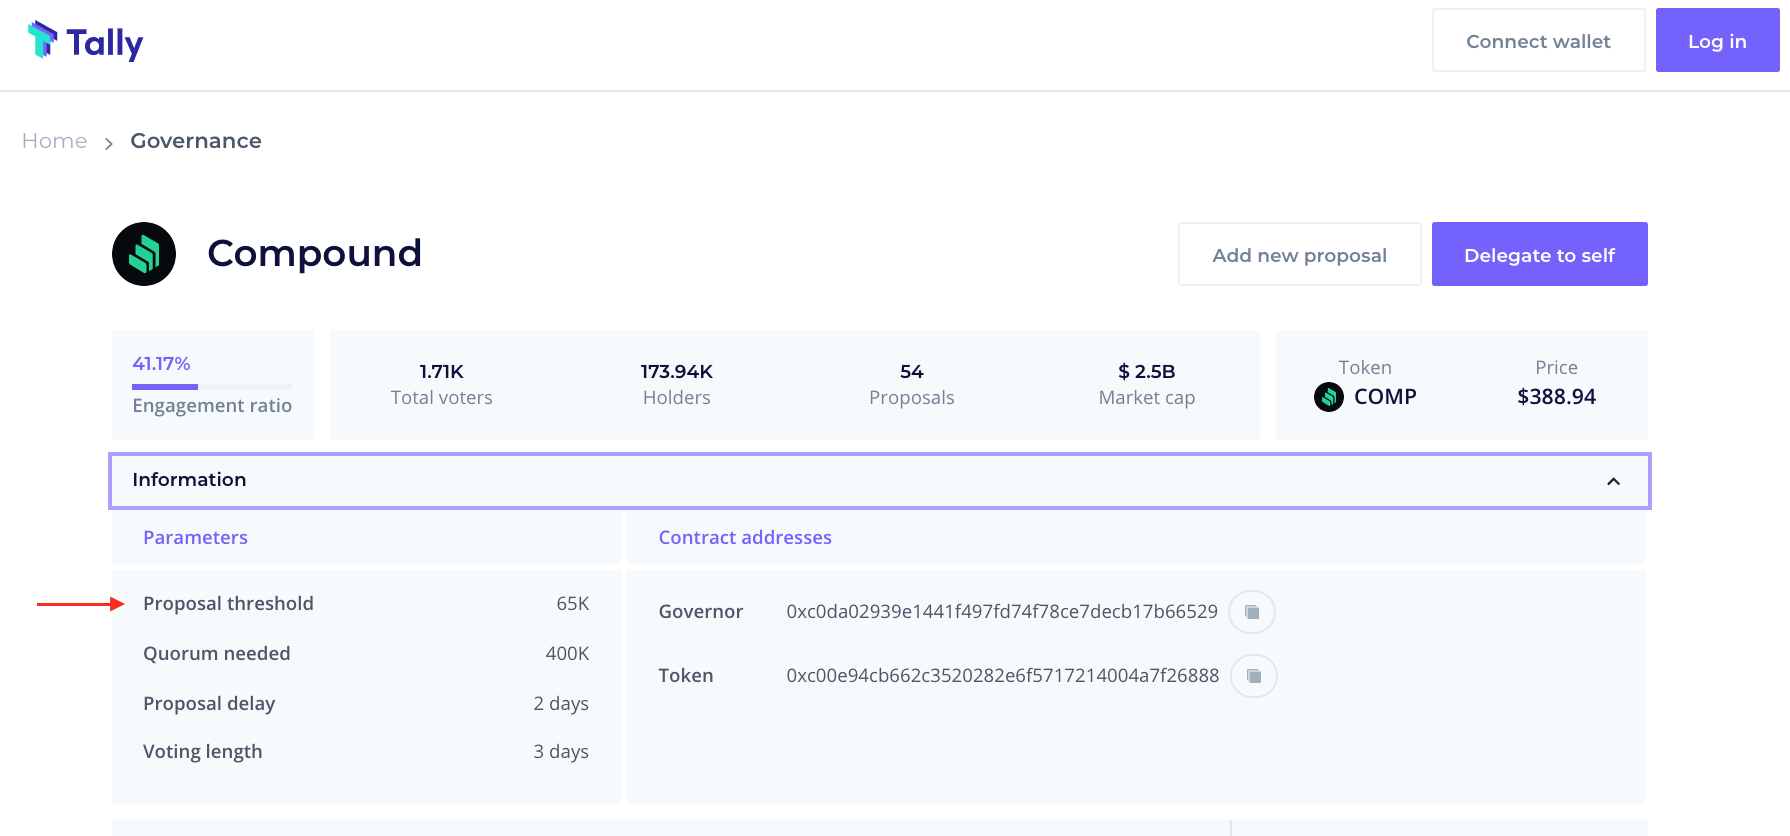 Tally
Connect wallet
Log in
Home > Governance
Compound
Add new proposal
Delegate to self
41.17%
Engagement ratio
1.71K
Total voters
173.94K
Holders
54
Proposals
$ 2.5B
Market cap
Token
COMP
Price
$388.94
Information
Parameters
Proposal threshold 65K
Quorum needed 400K
Proposal delay 2 days
Voting length 3 days
Contract addresses
Governor 0xc0da02939e1441f497fd74f78ce7decb17b66529
Token 0xc00e94cb662c3520282e6f5717214004a7f26888